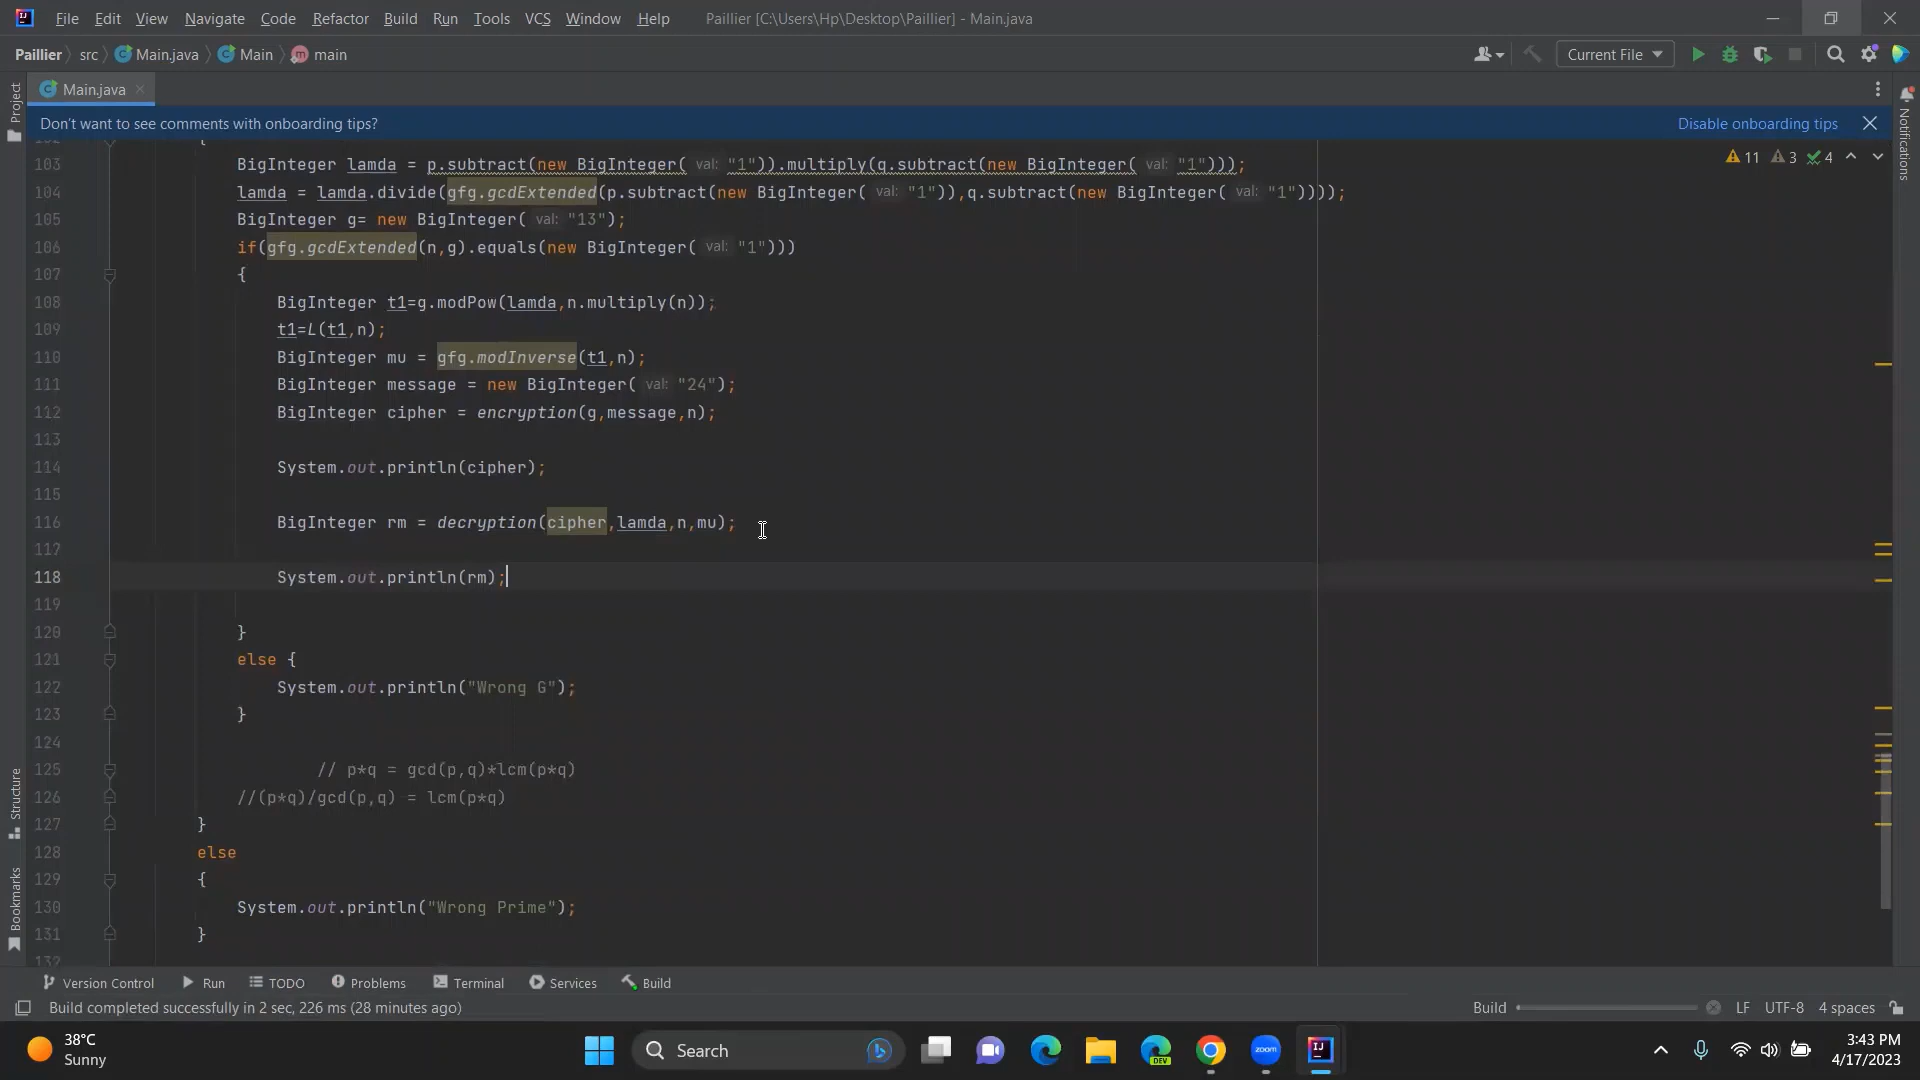 File Edit View Navigate Code Refactor Build Run Tools VCS Window Help Paillier [C:\Users\Hp\Desktop\Paillier] - Main.java
Paillier src Main.java Main main Current File
Project
Main.java
Notifications
Don't want to see comments with onboarding tips? Disable onboarding tips
11 3 4
103 BigInteger lamda = p.subtract(new BigInteger( val: "1")).multiply(q.subtract(new BigInteger( val: "1")));
104 lamda = lamda.divide(gfg.gcdExtended(p.subtract(new BigInteger( val: "1")),q.subtract(new BigInteger( val: "1"))));
105 BigInteger g= new BigInteger( val: "13");
106 if(gfg.gcdExtended(n,g).equals(new BigInteger( val: "1")))
107 {
108 BigInteger t1=g.modPow(lamda,n.multiply(n));
109 t1=L(t1,n);
110 BigInteger mu = gfg.modInverse(t1,n);
111 BigInteger message = new BigInteger( val: "24");
112 BigInteger cipher = encryption(g,message,n);
113
114 System.out.println(cipher);
115
116 BigInteger rm = decryption(cipher,lamda,n,mu);
117
118 System.out.println(rm);
119
120 }
121 else {
122 System.out.println("Wrong G");
123 }
124
125 // p*q = gcd(p,q)*lcm(p*q)
126 //(p*q)/gcd(p,q) = lcm(p*q)
127 }
128 else
129 {
130 System.out.println("Wrong Prime");
131 }
132
Structure
Bookmarks
Version Control Run TODO Problems Terminal Services Build
Build completed successfully in 2 sec, 226 ms (28 minutes ago) Build LF UTF-8 4 spaces
38°C
Sunny
Search
DEV
zoom
IJ
3:43 PM
4/17/2023